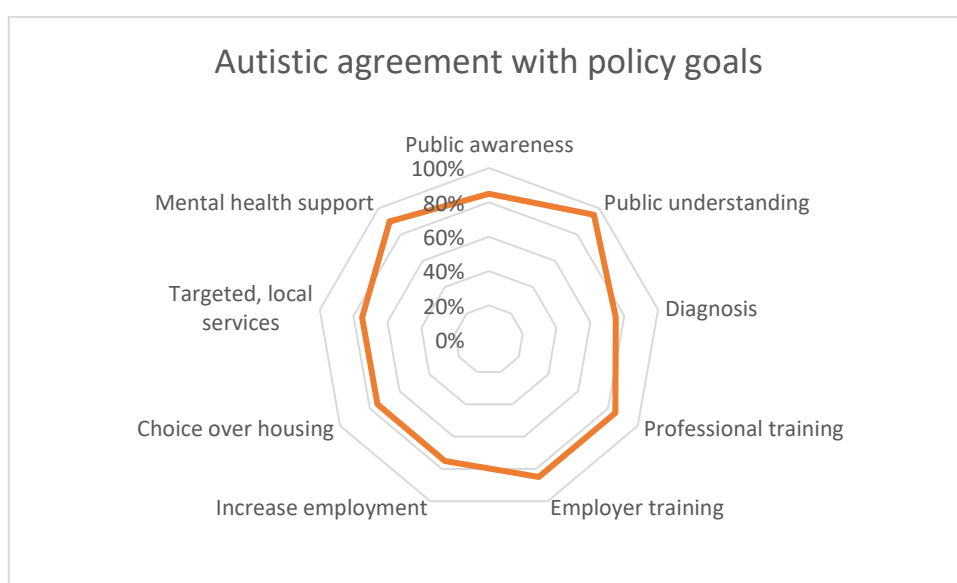 Autistic agreement with policy goals
Public awareness
100%
Mental health support
80%
Public understanding
60%
40%
Targeted, local
services
20%
Diagnosis
0%
Choice over housing
Professional training
Increase employment
Employer training